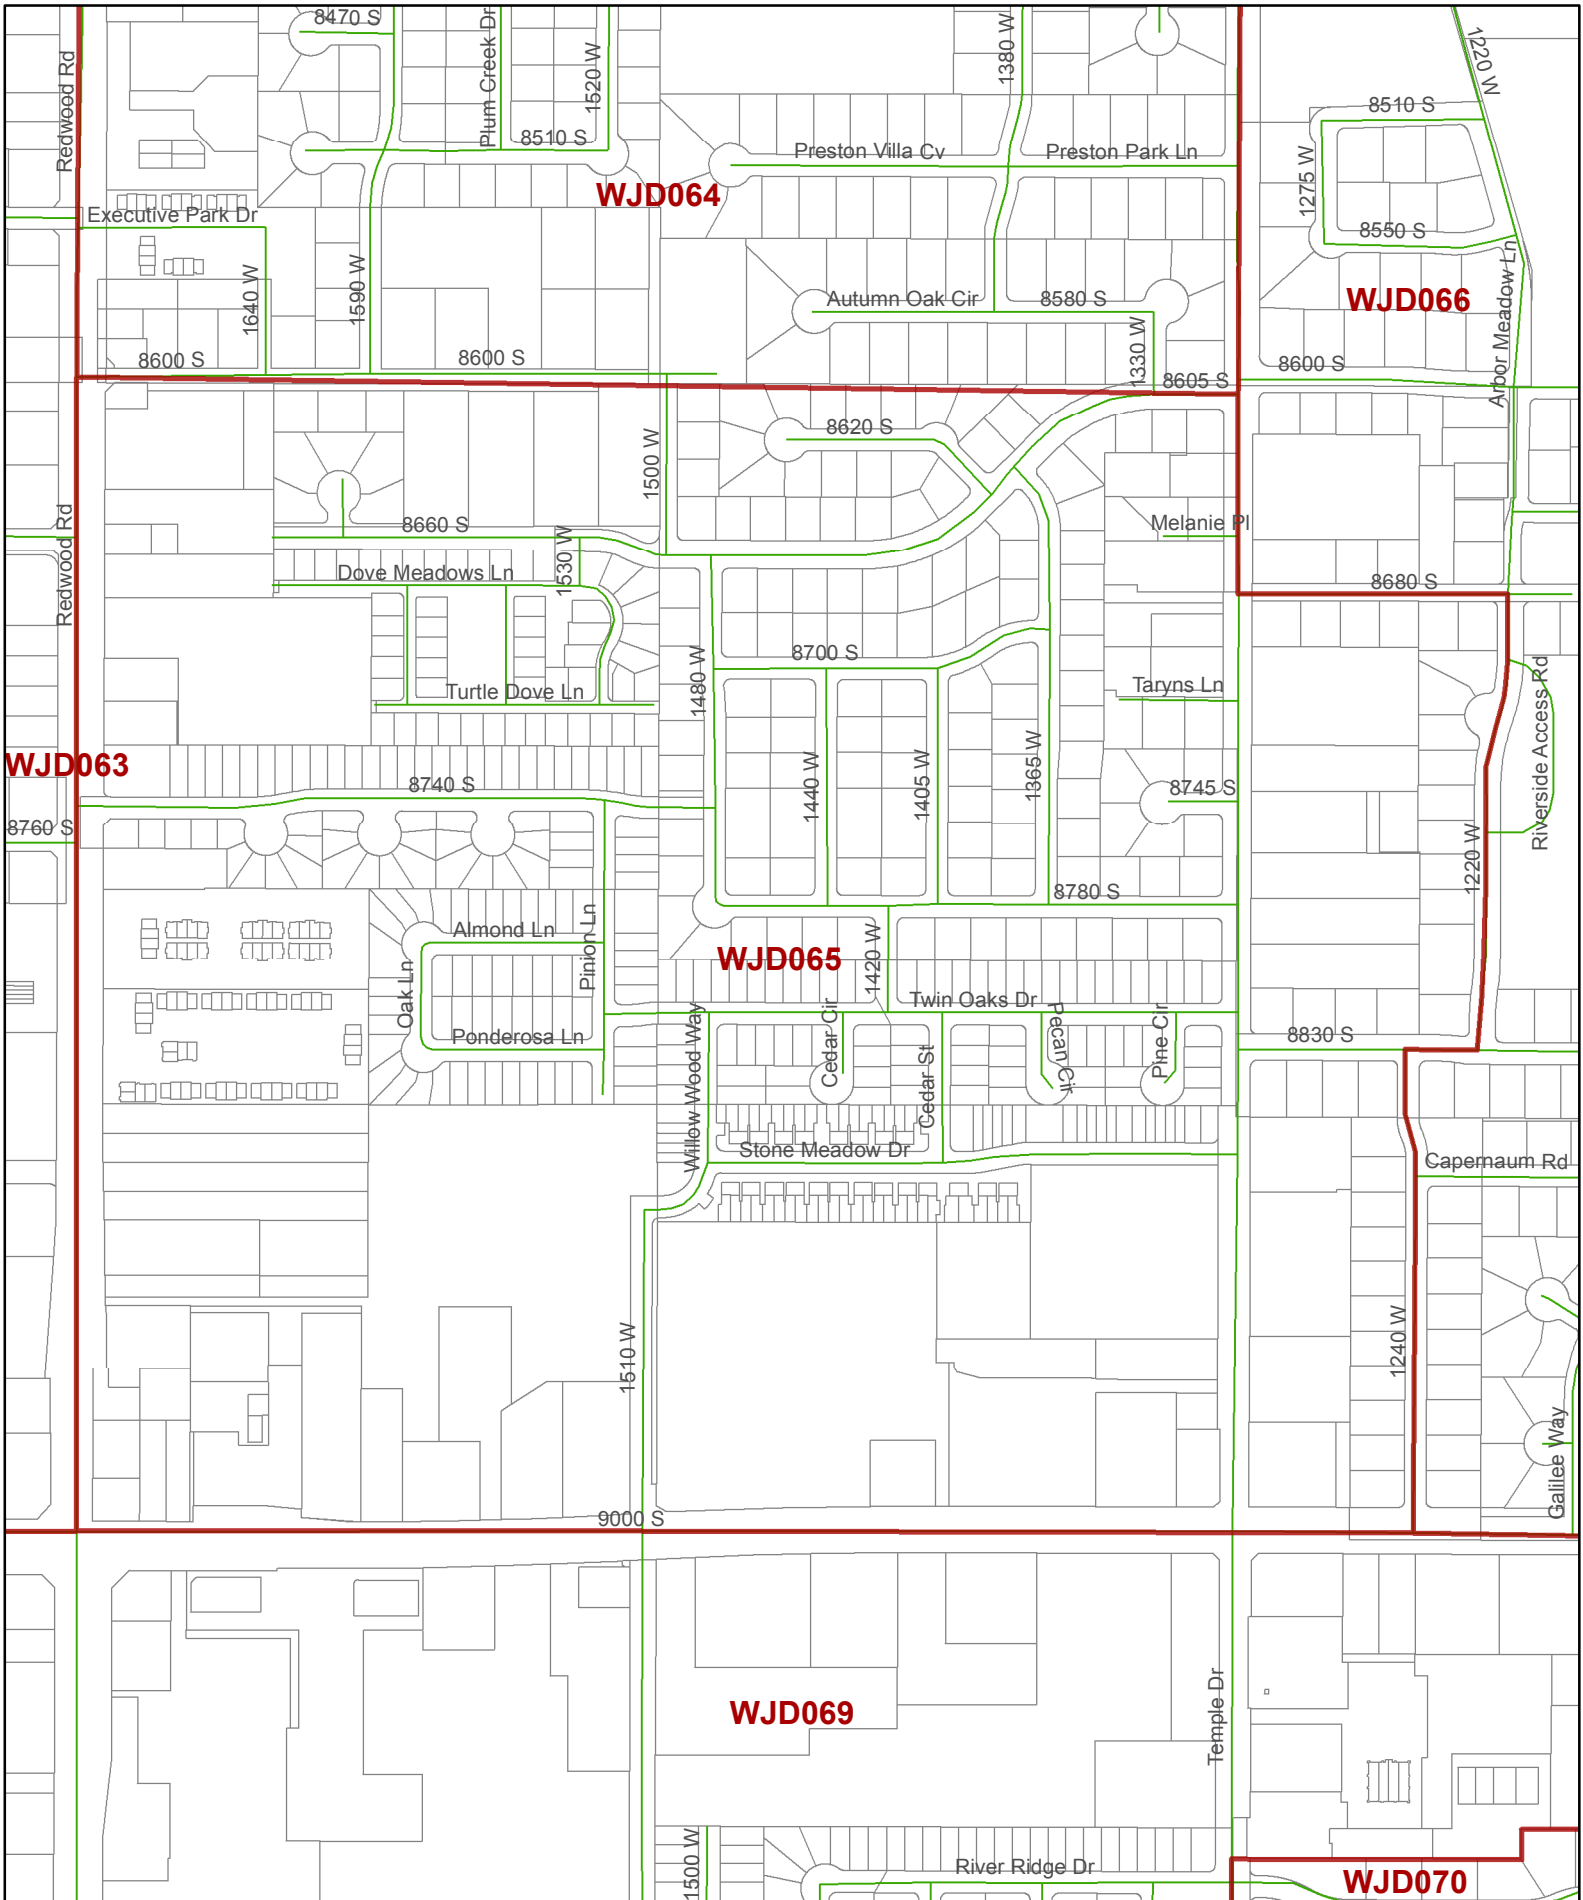 8470 S
Plum Creek Dr
1520 W
1380 W
1220 W
Redwood Rd
8510 S
8510 S
Preston Villa Cv
Preston Park Ln
1275 W
WJD064
Executive Park Dr
8550 S
1640 W
1590 W
Autumn Oak Cir
8580 S
WJD066
Arbor Meadow Ln
1330 W
8600 S
8600 S
8605 S
8600 S
8620 S
1500 W
Redwood Rd
8660 S
Melanie Pl
1530 W
Dove Meadows Ln
8680 S
8700 S
1480 W
Turtle Dove Ln
Taryns Ln
Riverside Access Rd
WJD063
8740 S
1440 W
1405 W
1365 W
8745 S
8760 S
1220 W
8780 S
Almond Ln
Pinion Ln
WJD065
1420 W
Oak Ln
Twin Oaks Dr
Ponderosa Ln
Willow Wood Way
Cedar Cir
Cedar St
Pecan Cir
Pine Cir
8830 S
Stone Meadow Dr
Capernaum Rd
1510 W
1240 W
Galilee Way
9000 S
WJD069
Temple Dr
1500 W
River Ridge Dr
WJD070